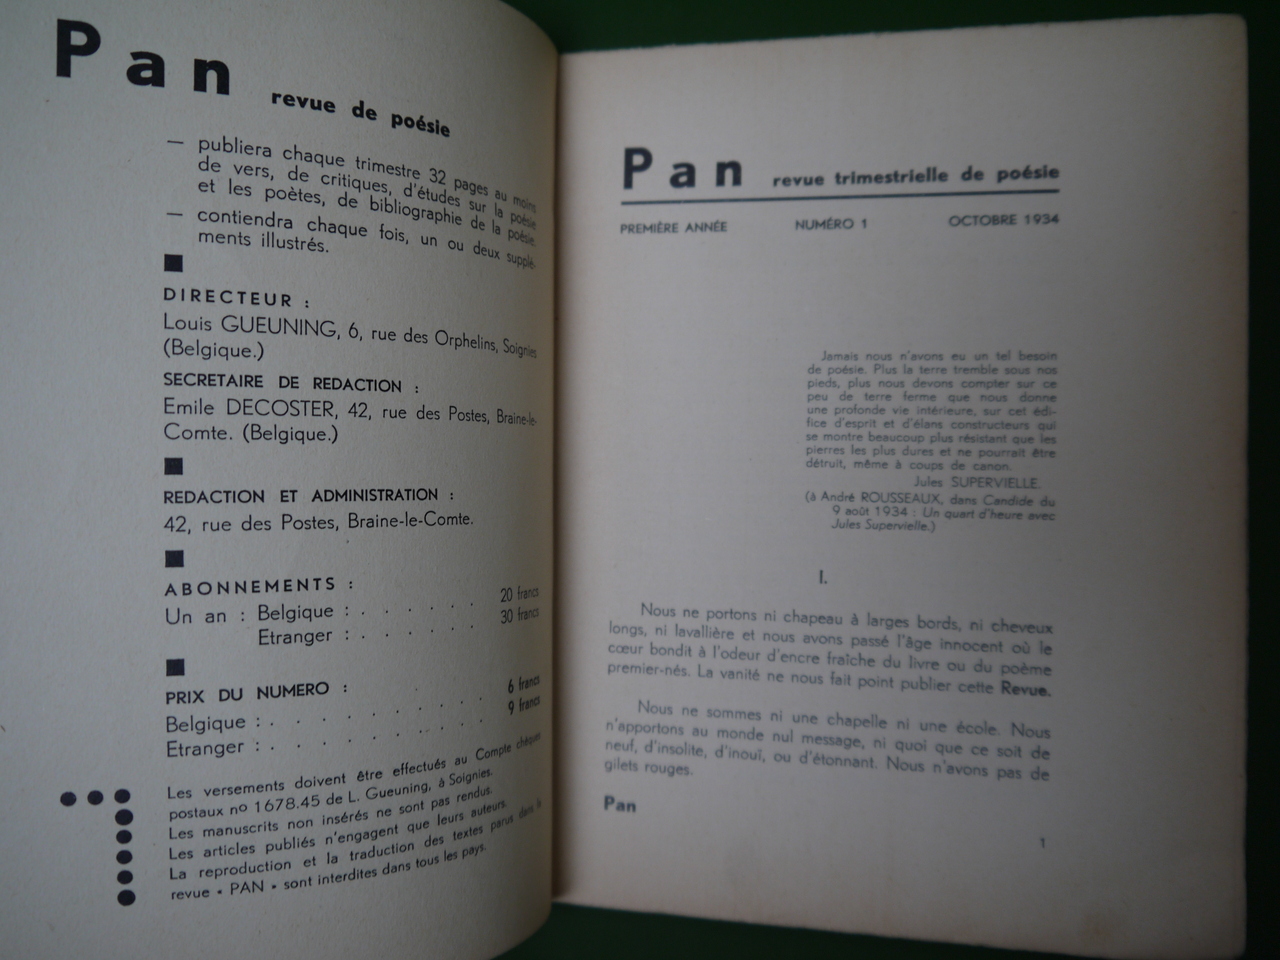 Pan revue de poésie
— publiera chaque trimestre 32 pages au moins
de vers, de critiques, d'études sur la poésie
et les poètes, de bibliographie de la poésie.
— contiendra chaque fois, un ou deux supplé-
ments illustrés.
DIRECTEUR :
Louis GUEUNING, 6, rue des Orphelins, Soignies
(Belgique.)
SECRETAIRE DE REDACTION :
Emile DECOSTER, 42, rue des Postes, Braine-le-
Comte. (Belgique.)
REDACTION ET ADMINISTRATION :
42, rue des Postes, Braine-le-Comte.
ABONNEMENTS :
Un an : Belgique : . . . . . . 20 francs
Etranger : . . . . . . 30 francs
PRIX DU NUMERO :
Belgique : . . . . . . . . . 6 francs
Etranger : . . . . . . . . . 9 francs
Les versements doivent être effectués au Compte chèques
postaux no 1678.45 de L. Gueuning, à Soignies.
Les manuscrits non insérés ne sont pas rendus.
Les articles publiés n'engagent que leurs auteurs.
La reproduction et la traduction des textes parus dans la
revue « PAN » sont interdites dans tous les pays.
Pan revue trimestrielle de poésie
PREMIÈRE ANNÉE NUMÉRO 1 OCTOBRE 1934
Jamais nous n'avons eu un tel besoin
de poésie. Plus la terre tremble sous nos
pieds, plus nous devons compter sur ce
peu de terre ferme que nous donne
une profonde vie intérieure, sur cet édi-
fice d'esprit et d'élans constructeurs qui
se montre beaucoup plus résistant que les
pierres les plus dures et ne pourrait être
détruit, même à coups de canon.
Jules SUPERVIELLE.
(à André ROUSSEAUX, dans Candide du
9 août 1934 : Un quart d'heure avec
Jules Supervielle.)
I.
Nous ne portons ni chapeau à larges bords, ni cheveux
longs, ni lavallière et nous avons passé l'âge innocent où le
cœur bondit à l'odeur d'encre fraîche du livre ou du poème
premier-nés. La vanité ne nous fait point publier cette Revue.
Nous ne sommes ni une chapelle ni une école. Nous
n'apportons au monde nul message, ni quoi que ce soit de
neuf, d'insolite, d'inouï, ou d'étonnant. Nous n'avons pas de
gilets rouges.
Pan
1